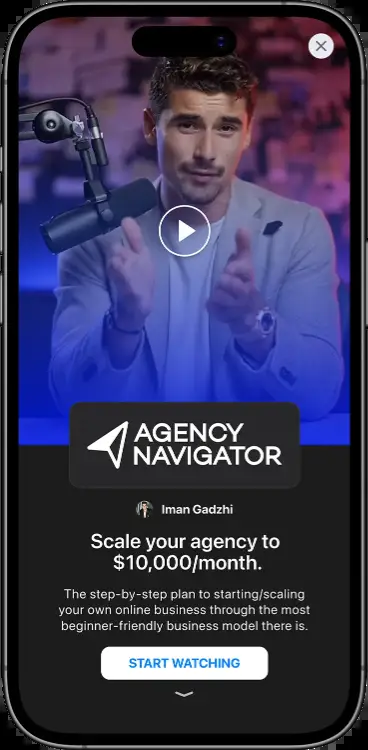 AGENCY
NAVIGATOR
Iman Gadzhi
Scale your agency to
$10,000/month.
The step-by-step plan to starting/scaling
your own online business through the most
beginner-friendly business model there is.
START WATCHING